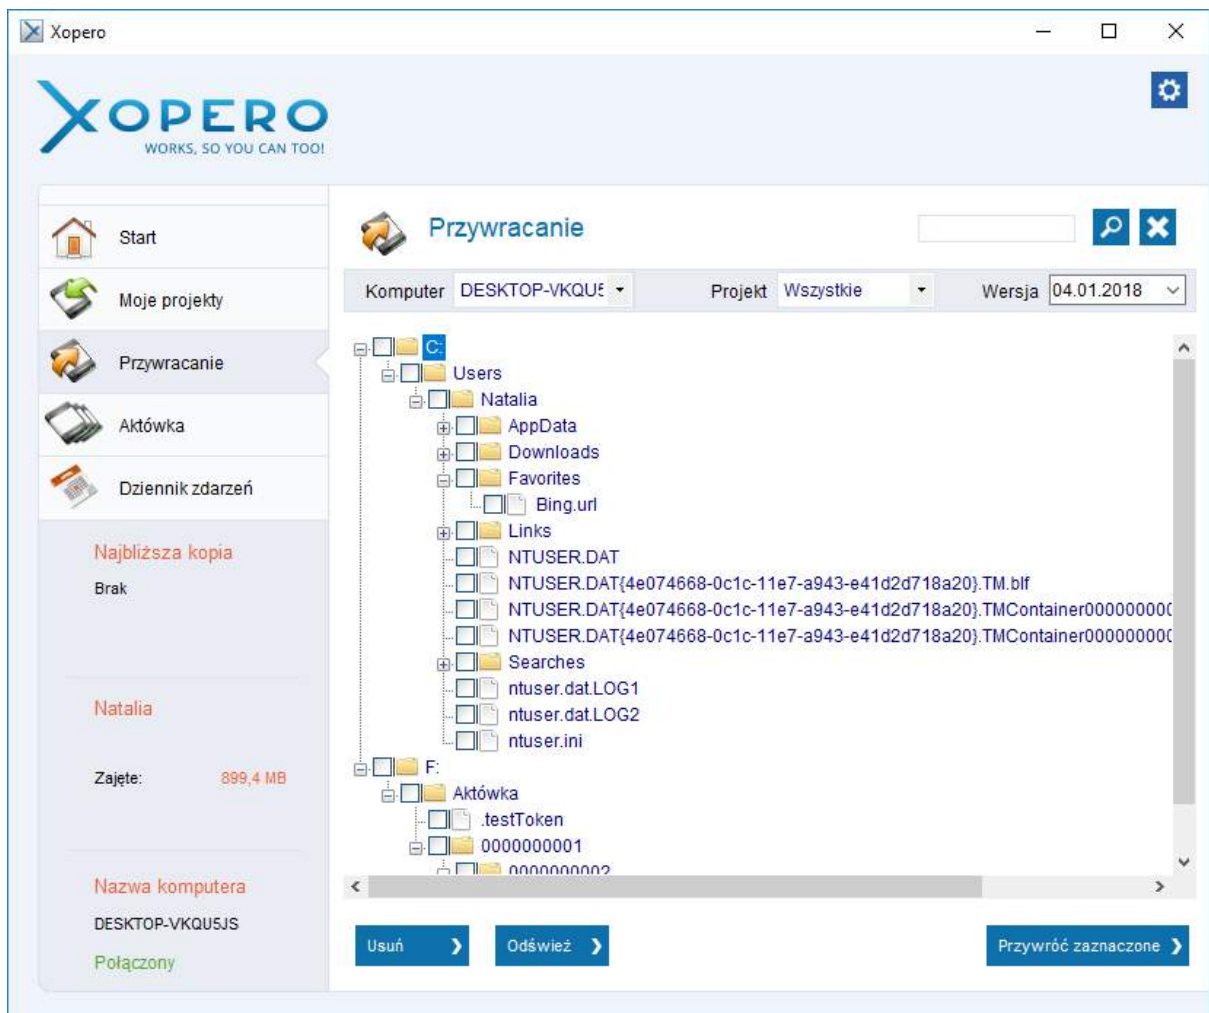 Xopero
XOPERO
WORKS, SO YOU CAN TOO!
Start
Moje projekty
Przywracanie
Aktówka
Dziennik zdarzeń
Najbliższa kopia
Brak
Natalia
Zajęte: 899,4 MB
Nazwa komputera
DESKTOP-VKQU5JS
Połączony
Przywracanie
Komputer DESKTOP-VKQU5 Projekt Wszystkie Wersja 04.01.2018
C:
Users
Natalia
AppData
Downloads
Favorites
Bing.url
Links
NTUSER.DAT
NTUSER.DAT{4e074668-0c1c-11e7-a943-e41d2d718a20}.TM.blf
NTUSER.DAT{4e074668-0c1c-11e7-a943-e41d2d718a20}.TMContainer000000000
NTUSER.DAT{4e074668-0c1c-11e7-a943-e41d2d718a20}.TMContainer000000000
Searches
ntuser.dat.LOG1
ntuser.dat.LOG2
ntuser.ini
F:
Aktówka
.testToken
0000000001
0000000002
Usuń Odśwież Przywróć zaznaczone